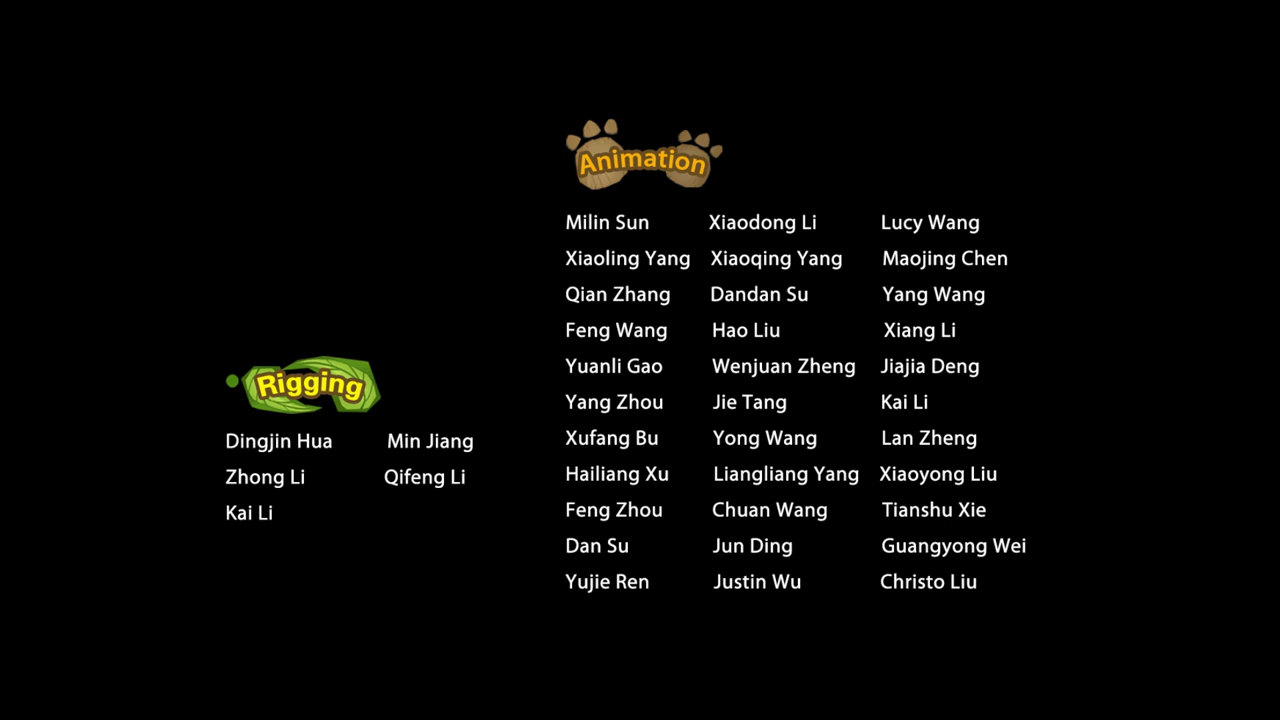 Animation
Milin Sun Xiaodong Li Lucy Wang
Xiaoling Yang Xiaoqing Yang Maojing Chen
Qian Zhang Dandan Su Yang Wang
Feng Wang Hao Liu Xiang Li
Yuanli Gao Wenjuan Zheng Jiajia Deng
Yang Zhou Jie Tang Kai Li
Xufang Bu Yong Wang Lan Zheng
Hailiang Xu Liangliang Yang Xiaoyong Liu
Feng Zhou Chuan Wang Tianshu Xie
Dan Su Jun Ding Guangyong Wei
Yujie Ren Justin Wu Christo Liu
Rigging
Dingjin Hua Min Jiang
Zhong Li Qifeng Li
Kai Li